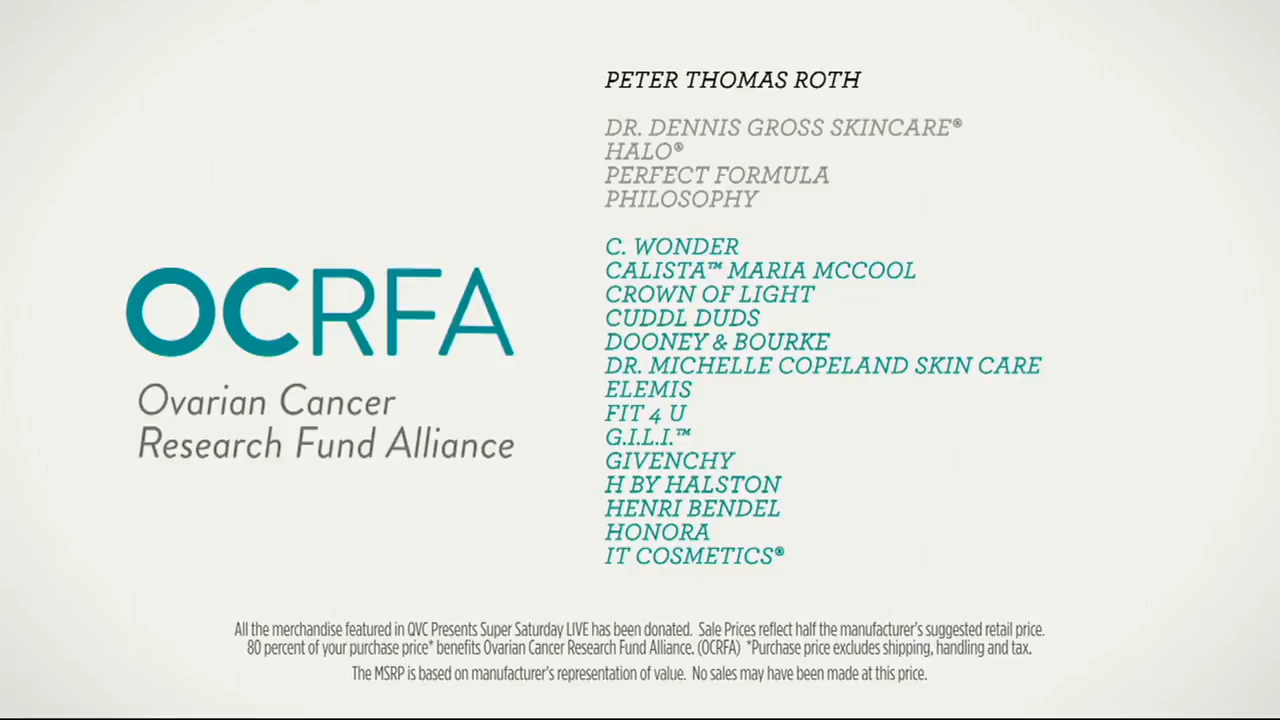 PETER THOMAS ROTH
DR. DENNIS GROSS SKINCARE®
HALO®
PERFECT FORMULA
PHILOSOPHY
C. WONDER
CALISTA™ MARIA MCCOOL
CROWN OF LIGHT
CUDDL DUDS
DOONEY & BOURKE
DR. MICHELLE COPELAND SKIN CARE
ELEMIS
FIT 4 U
G.I.L.I.™
GIVENCHY
H BY HALSTON
HENRI BENDEL
HONORA
IT COSMETICS®
OCRFA
Ovarian Cancer
Research Fund Alliance
All the merchandise featured in QVC Presents Super Saturday LIVE has been donated. Sale Prices reflect half the manufacturer's suggested retail price.
80 percent of your purchase price* benefits Ovarian Cancer Research Fund Alliance. (OCRFA) *Purchase price excludes shipping, handling and tax.
The MSRP is based on manufacturer's representation of value. No sales may have been made at this price.